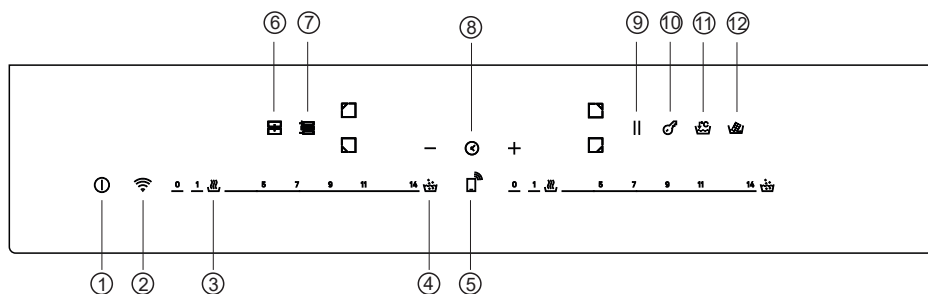 ⑥ ⑦ ⑧ ⑨ ⑩ ⑪ ⑫
− +
0 1 5 7 9 11 14 0 1 5 7 9 11 14
① ② ③ ④ ⑤